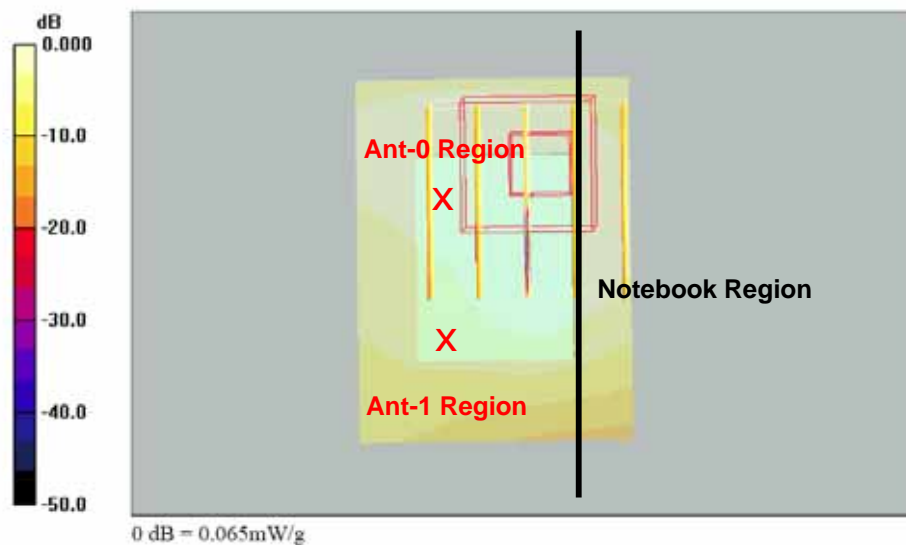 dB
0.000
-10.0
-20.0
-30.0
-40.0
-50.0
Ant-0 Region
X
Notebook Region
X
Ant-1 Region
0 dB = 0.065mW/g